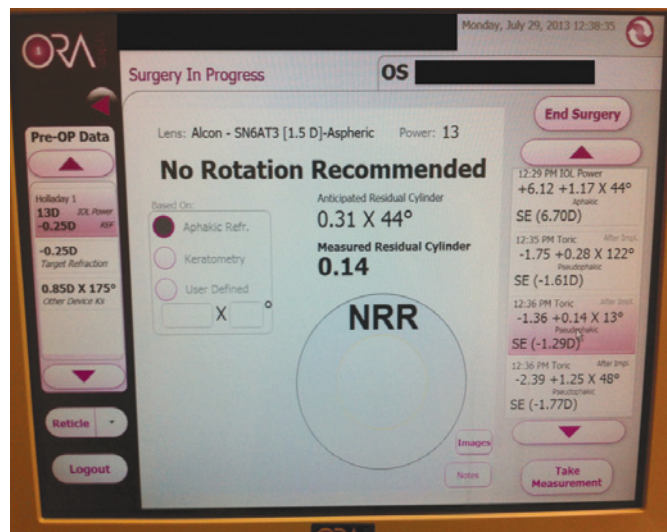 ORA
Monday, July 29, 2013 12:38:35
Surgery In Progress
OS
Pre-OP Data
Holladay 1
13D IOL Power
-0.25D REF
-0.25D
Target Refraction
0.85D X 175°
Other Device Ks
Reticle
Logout
Lens: Alcon - SN6AT3 [1.5 D]-Aspheric Power: 13
No Rotation Recommended
Based On:
Aphakic Refr.
Keratometry
User Defined
X °
Anticipated Residual Cylinder
0.31 X 44°
Measured Residual Cylinder
0.14
NRR
Images
Notes
End Surgery
12:29 PM IOL Power
+6.12 +1.17 X 44°
Aphakic
SE (6.70D)
12:35 PM Toric After Impl.
-1.75 +0.28 X 122°
Pseudophakic
SE (-1.61D)
12:36 PM Toric After Impl.
-1.36 +0.14 X 13°
Pseudophakic
SE (-1.29D)
12:36 PM Toric After Impl.
-2.39 +1.25 X 48°
Pseudophakic
SE (-1.77D)
Take
Measurement
ORA